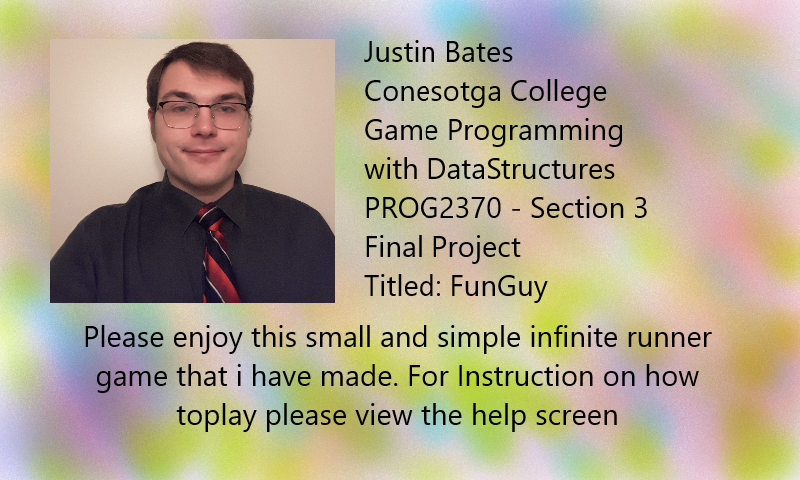 Justin Bates
Conesotga College
Game Programming
with DataStructures
PROG2370 - Section 3
Final Project
Titled: FunGuy
Please enjoy this small and simple infinite runner
game that i have made. For Instruction on how
toplay please view the help screen